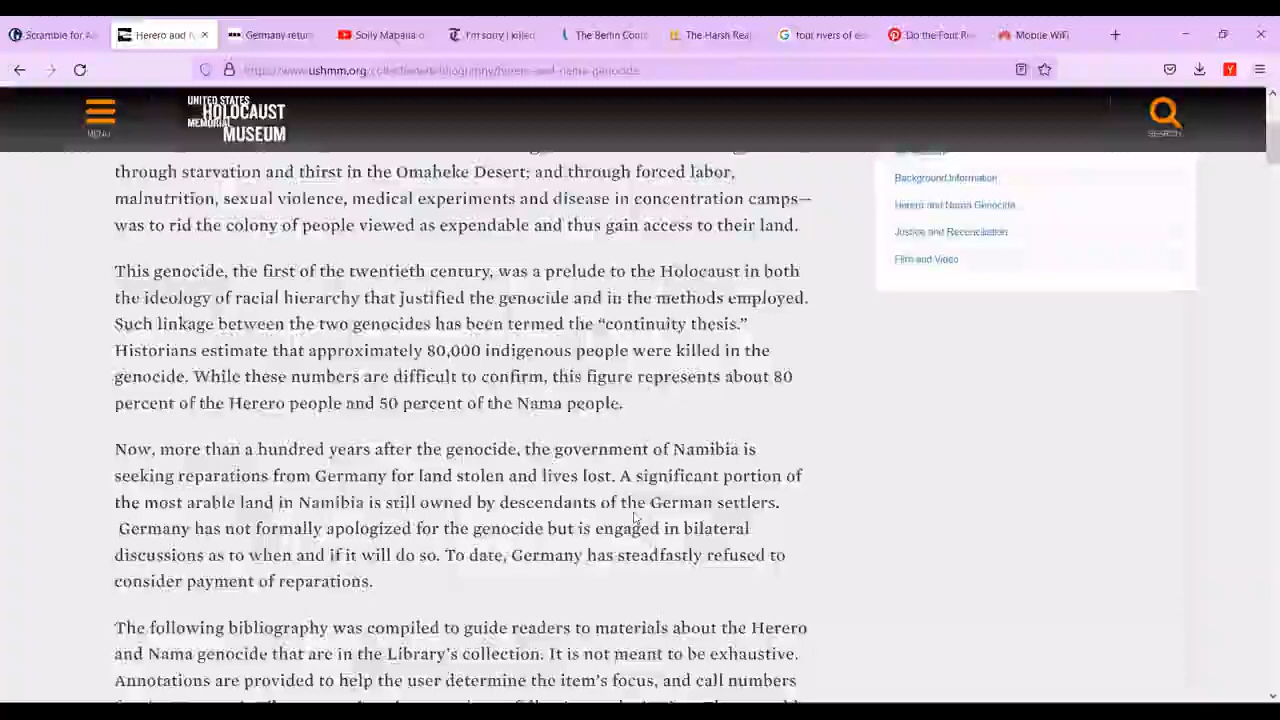 Scramble for A
Herero and N
Germany retur
Solly Mapaila o
I'm sorry I killed
The Berlin Conf
The Harsh Rea
four rivers of e
Do the Four Ri
Mobile WiFi
https://www.ushmm.org/collections/bibliography/herero-and-nama-genocide
MENU
UNITED STATES
HOLOCAUST
MEMORIAL
MUSEUM
SEARCH
through starvation and thirst in the Omaheke Desert; and through forced labor,
malnutrition, sexual violence, medical experiments and disease in concentration camps—
was to rid the colony of people viewed as expendable and thus gain access to their land.
This genocide, the first of the twentieth century, was a prelude to the Holocaust in both
the ideology of racial hierarchy that justified the genocide and in the methods employed.
Such linkage between the two genocides has been termed the “continuity thesis.”
Historians estimate that approximately 80,000 indigenous people were killed in the
genocide. While these numbers are difficult to confirm, this figure represents about 80
percent of the Herero people and 50 percent of the Nama people.
Now, more than a hundred years after the genocide, the government of Namibia is
seeking reparations from Germany for land stolen and lives lost. A significant portion of
the most arable land in Namibia is still owned by descendants of the German settlers.
Germany has not formally apologized for the genocide but is engaged in bilateral
discussions as to when and if it will do so. To date, Germany has steadfastly refused to
consider payment of reparations.
The following bibliography was compiled to guide readers to materials about the Herero
and Nama genocide that are in the Library’s collection. It is not meant to be exhaustive.
Annotations are provided to help the user determine the item’s focus, and call numbers
Background Information
Herero and Nama Genocide
Justice and Reconciliation
Film and Video